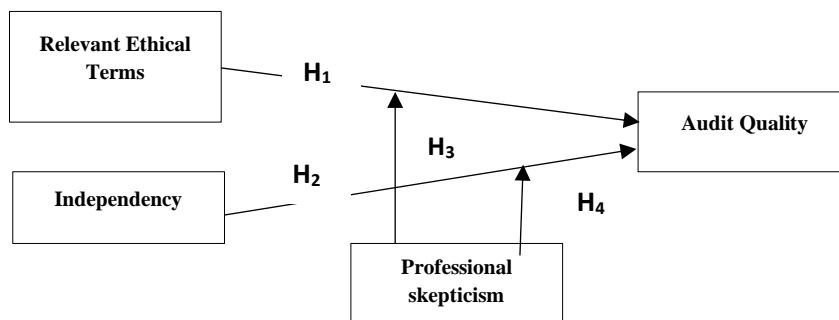 Relevant Ethical
Terms
H₁
Audit Quality
H₃
H₂
Independency
H₄
Professional
skepticism